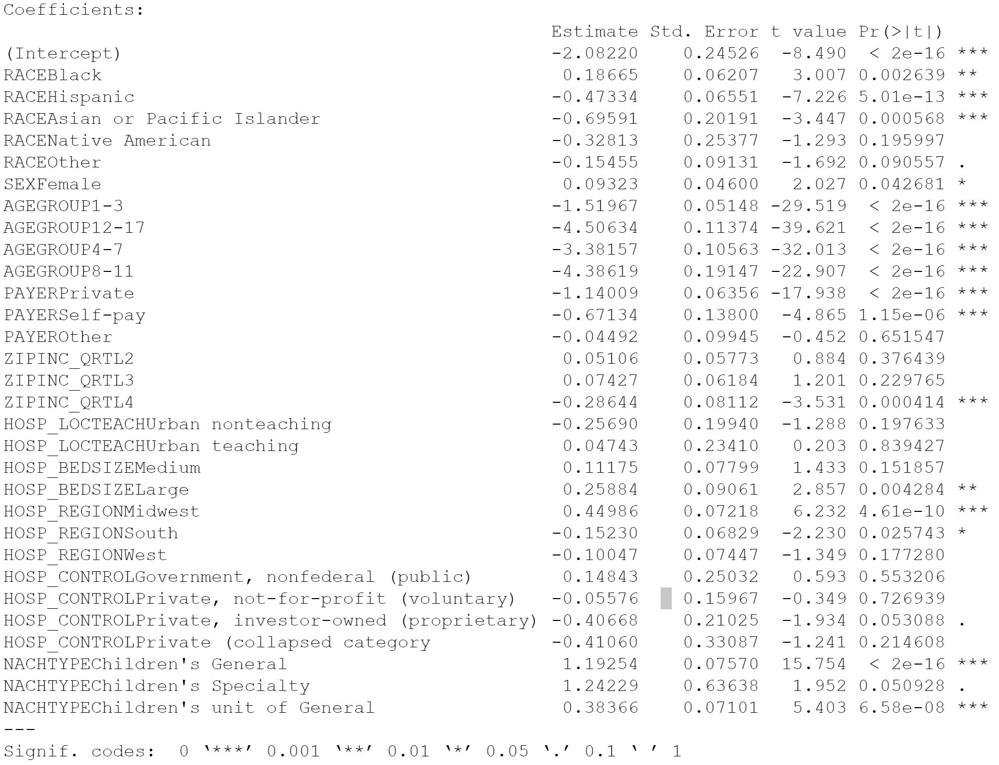 Coefficients:
Estimate Std. Error t value Pr(>|t|)
(Intercept) -2.08220 0.24526 -8.490 < 2e-16 ***
RACEBlack 0.18665 0.06207 3.007 0.002639 **
RACEHispanic -0.47334 0.06551 -7.226 5.01e-13 ***
RACEAsian or Pacific Islander -0.69591 0.20191 -3.447 0.000568 ***
RACENative American -0.32813 0.25377 -1.293 0.195997
RACEOther -0.15455 0.09131 -1.692 0.090557 .
SEXFemale 0.09323 0.04600 2.027 0.042681 *
AGEGROUP1-3 -1.51967 0.05148 -29.519 < 2e-16 ***
AGEGROUP12-17 -4.50634 0.11374 -39.621 < 2e-16 ***
AGEGROUP4-7 -3.38157 0.10563 -32.013 < 2e-16 ***
AGEGROUP8-11 -4.38619 0.19147 -22.907 < 2e-16 ***
PAYERPrivate -1.14009 0.06356 -17.938 < 2e-16 ***
PAYERSelf-pay -0.67134 0.13800 -4.865 1.15e-06 ***
PAYEROther -0.04492 0.09945 -0.452 0.651547
ZIPINC_QRTL2 0.05106 0.05773 0.884 0.376439
ZIPINC_QRTL3 0.07427 0.06184 1.201 0.229765
ZIPINC_QRTL4 -0.28644 0.08112 -3.531 0.000414 ***
HOSP_LOCTEACHUrban nonteaching -0.25690 0.19940 -1.288 0.197633
HOSP_LOCTEACHUrban teaching 0.04743 0.23410 0.203 0.839427
HOSP_BEDSIZEMedium 0.11175 0.07799 1.433 0.151857
HOSP_BEDSIZELarge 0.25884 0.09061 2.857 0.004284 **
HOSP_REGIONMidwest 0.44986 0.07218 6.232 4.61e-10 ***
HOSP_REGIONSouth -0.15230 0.06829 -2.230 0.025743 *
HOSP_REGIONWest -0.10047 0.07447 -1.349 0.177280
HOSP_CONTROLGovernment, nonfederal (public) 0.14843 0.25032 0.593 0.553206
HOSP_CONTROLPrivate, not-for-profit (voluntary) -0.05576 0.15967 -0.349 0.726939
HOSP_CONTROLPrivate, investor-owned (proprietary) -0.40668 0.21025 -1.934 0.053088 .
HOSP_CONTROLPrivate (collapsed category -0.41060 0.33087 -1.241 0.214608
NACHTYPEChildren's General 1.19254 0.07570 15.754 < 2e-16 ***
NACHTYPEChildren's Specialty 1.24229 0.63638 1.952 0.050928 .
NACHTYPEChildren's unit of General 0.38366 0.07101 5.403 6.58e-08 ***
---
Signif. codes: 0 ‘***’ 0.001 ‘**’ 0.01 ‘*’ 0.05 ‘.’ 0.1 ‘ ’ 1